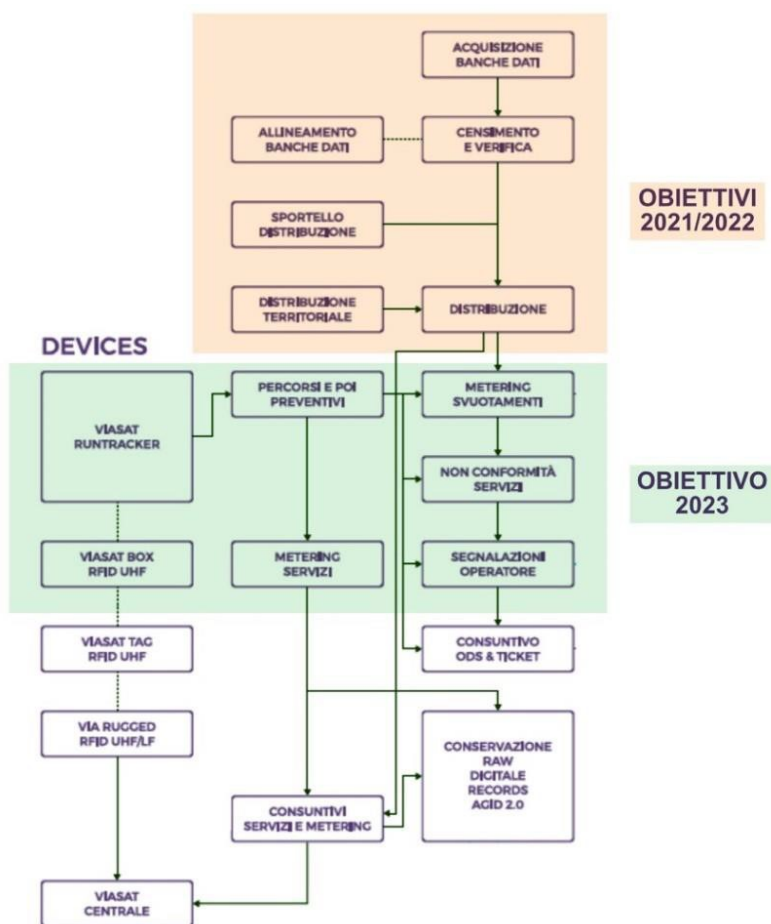 ACQUISIZIONE
BANCHE DATI
ALLINEAMENTO
BANCHE DATI
CENSIMENTO
E VERIFICA
OBIETTIVI
2021/2022
SPORTELLO
DISTRIBUZIONE
DISTRIBUZIONE
TERRITORIALE
DISTRIBUZIONE
DEVICES
VIASAT
RUNTRACKER
PERCORSI E POI
PREVENTIVI
METERING
SVUOTAMENTI
NON CONFORMITÀ
SERVIZI
OBIETTIVO
2023
VIASAT BOX
RFID UHF
METERING
SERVIZI
SEGNALAZIONI
OPERATORE
VIASAT TAG
RFID UHF
CONSUNTIVO
ODS & TICKET
VIA RUGGED
RFID UHF/LF
CONSERVAZIONE
RAW
DIGITALE
RECORDS
AGID 2.0
CONSUNTIVI
SERVIZI E METERING
VIASAT
CENTRALE